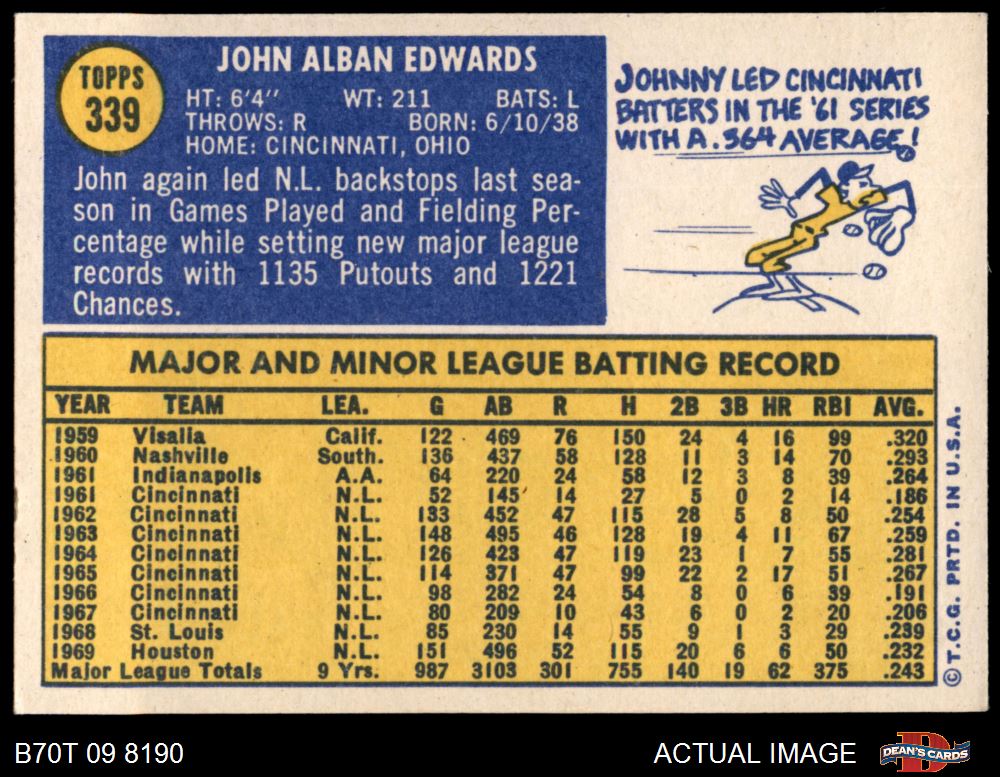 TOPPS
339
JOHN ALBAN EDWARDS
HT: 6'4" WT: 211 BATS: L
THROWS: R BORN: 6/10/38
HOME: CINCINNATI, OHIO
John again led N.L. backstops last sea-
son in Games Played and Fielding Per-
centage while setting new major league
records with 1135 Putouts and 1221
Chances.
JOHNNY LED CINCINNATI
BATTERS IN THE '61 SERIES
WITH A .364 AVERAGE!
MAJOR AND MINOR LEAGUE BATTING RECORD
YEAR TEAM LEA. G AB R H 2B 3B HR RBI AVG.
1959 Visalia Calif. 122 469 76 150 24 4 16 99 .320
1960 Nashville South. 136 437 58 128 11 3 14 70 .293
1961 Indianapolis A.A. 64 220 24 58 12 3 8 39 .264
1961 Cincinnati N.L. 52 145 14 27 5 0 2 14 .186
1962 Cincinnati N.L. 133 452 47 115 28 5 8 50 .254
1963 Cincinnati N.L. 148 495 46 128 19 4 11 67 .259
1964 Cincinnati N.L. 126 423 47 119 23 1 7 55 .281
1965 Cincinnati N.L. 114 371 47 99 22 2 17 51 .267
1966 Cincinnati N.L. 98 282 24 54 8 0 6 39 .191
1967 Cincinnati N.L. 80 209 10 43 6 0 2 20 .206
1968 St. Louis N.L. 85 230 14 55 9 1 3 29 .239
1969 Houston N.L. 151 496 52 115 20 6 6 50 .232
Major League Totals 9 Yrs. 987 3103 301 755 140 19 62 375 .243
© T.C.G. PRTD. IN U.S.A.
B70T 09 8190
ACTUAL IMAGE
D
DEAN'S CARDS